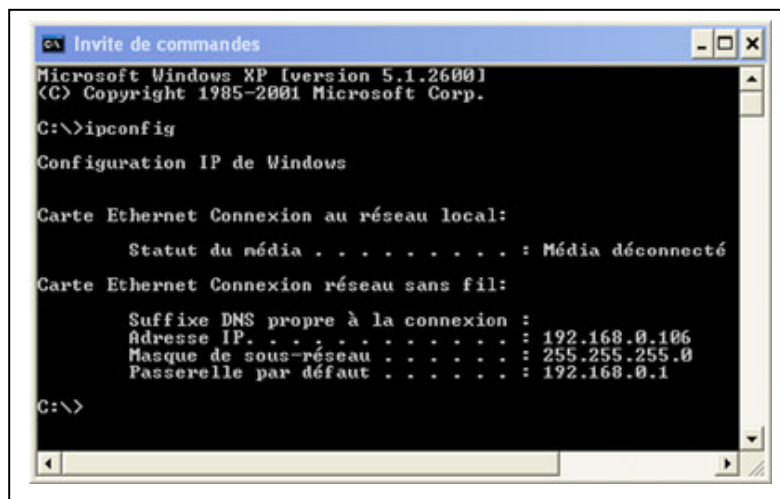 Invite de commandes
Microsoft Windows XP [version 5.1.2600]
(C) Copyright 1985-2001 Microsoft Corp.
C:\>ipconfig
Configuration IP de Windows
Carte Ethernet Connexion au réseau local:
Statut du média . . . . . . . . . : Média déconnecté
Carte Ethernet Connexion réseau sans fil:
Suffixe DNS propre à la connexion :
Adresse IP. . . . . . . . . . . . : 192.168.0.106
Masque de sous-réseau . . . . . . : 255.255.255.0
Passerelle par défaut . . . . . . : 192.168.0.1
C:\>